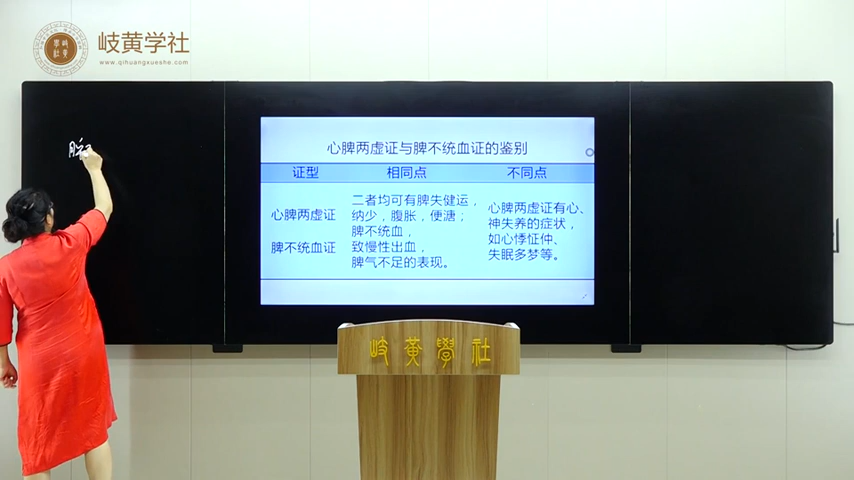 岐黄学社
www.qihuangxueshe.com
心脾两虚证与脾不统血证的鉴别
证型 相同点 不同点
心脾两虚证
脾不统血证
二者均可有脾失健运，
纳少，腹胀，便溏；
脾不统血，
致慢性出血，
脾气不足的表现。
心脾两虚证有心、
神失养的症状，
如心悸怔仲、
失眠多梦等。
岐黄學社